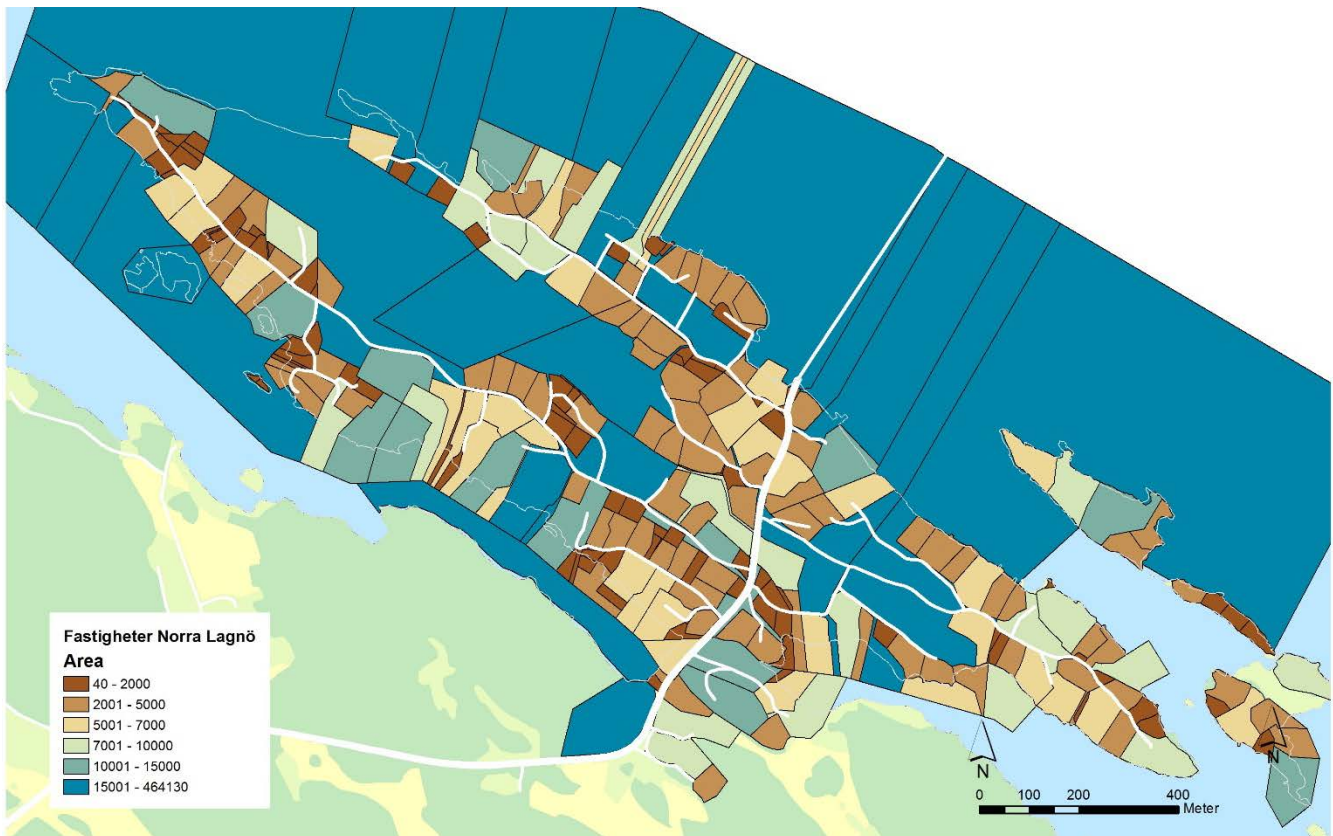 Fastigheter Norra Lagnö
Area
40 - 2000
2001 - 5000
5001 - 7000
7001 - 10000
10001 - 15000
15001 - 464130
N
N
0 100 200 400
Meter